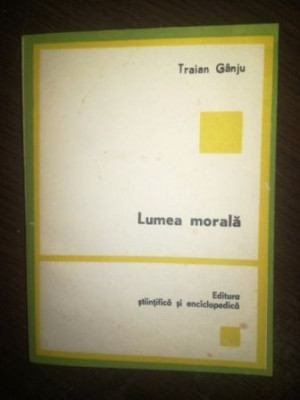 Traian Gânju
Lumea morală
Editura
științifică și enciclopedică